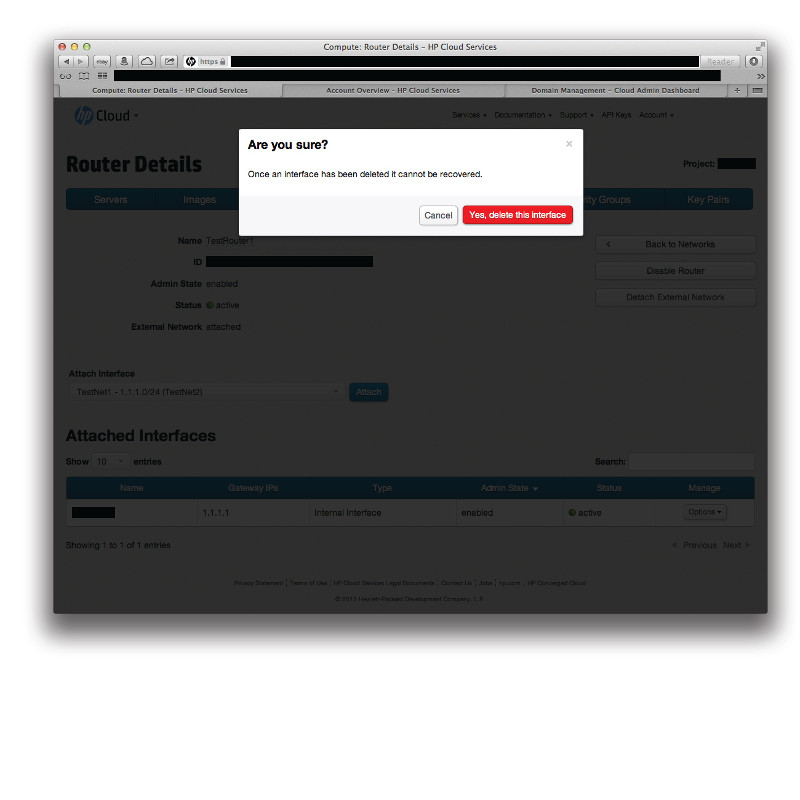 Compute: Router Details – HP Cloud Services
ebay hp https Reader
Compute: Router Details – HP Cloud Services Account Overview – HP Cloud Services Domain Management – Cloud Admin Dashboard +
hp Cloud Services Documentation Support API Keys Account
Are you sure? ×
Once an interface has been deleted it cannot be recovered.
Cancel Yes, delete this interface
Router Details Project:
Servers Images ity Groups Key Pairs
Name TestRouter1
Back to Networks
ID
Disable Router
Admin State enabled
Detach External Network
Status active
External Network attached
Attach Interface
TestNet1 - 1.1.1.0/24 (TestNet2) Attach
Attached Interfaces
Show 10 entries Search:
Name Gateway IPs Type Admin State Status Manage
1.1.1.1 Internal Interface enabled active Options
Showing 1 to 1 of 1 entries Previous Next
Privacy Statement | Terms of Use | HP Cloud Services Legal Documents | Contact Us | Jobs | hp.com | HP Converged Cloud
© 2013 Hewlett-Packard Development Company, L.P.